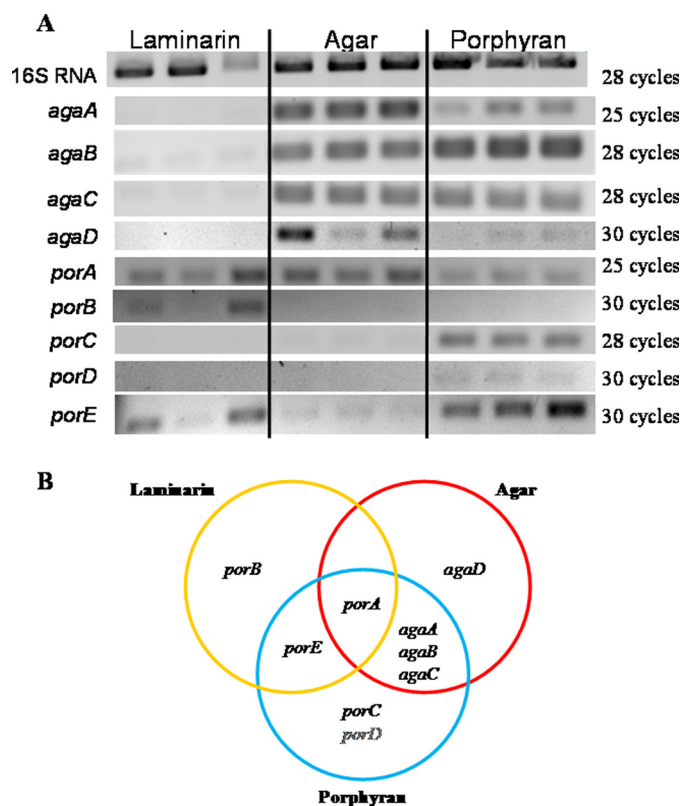 A
Laminarin Agar Porphyran
16S RNA 28 cycles
agaA 25 cycles
agaB 28 cycles
agaC 28 cycles
agaD 30 cycles
porA 25 cycles
porB 30 cycles
porC 28 cycles
porD 30 cycles
porE 30 cycles
B
Laminarin Agar
porB agaD
porA
agaA
porE agaB
agaC
porC
porD
Porphyran